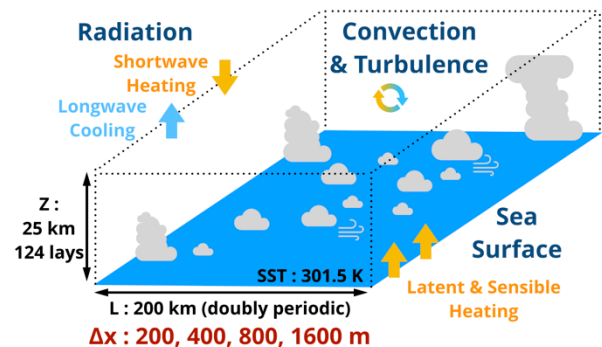 Radiation
Shortwave
Heating
Longwave
Cooling
Convection
& Turbulence
Z :
25 km
124 lays
SST : 301.5 K
Sea
Surface
Latent & Sensible
Heating
L : 200 km (doubly periodic)
Δx : 200, 400, 800, 1600 m